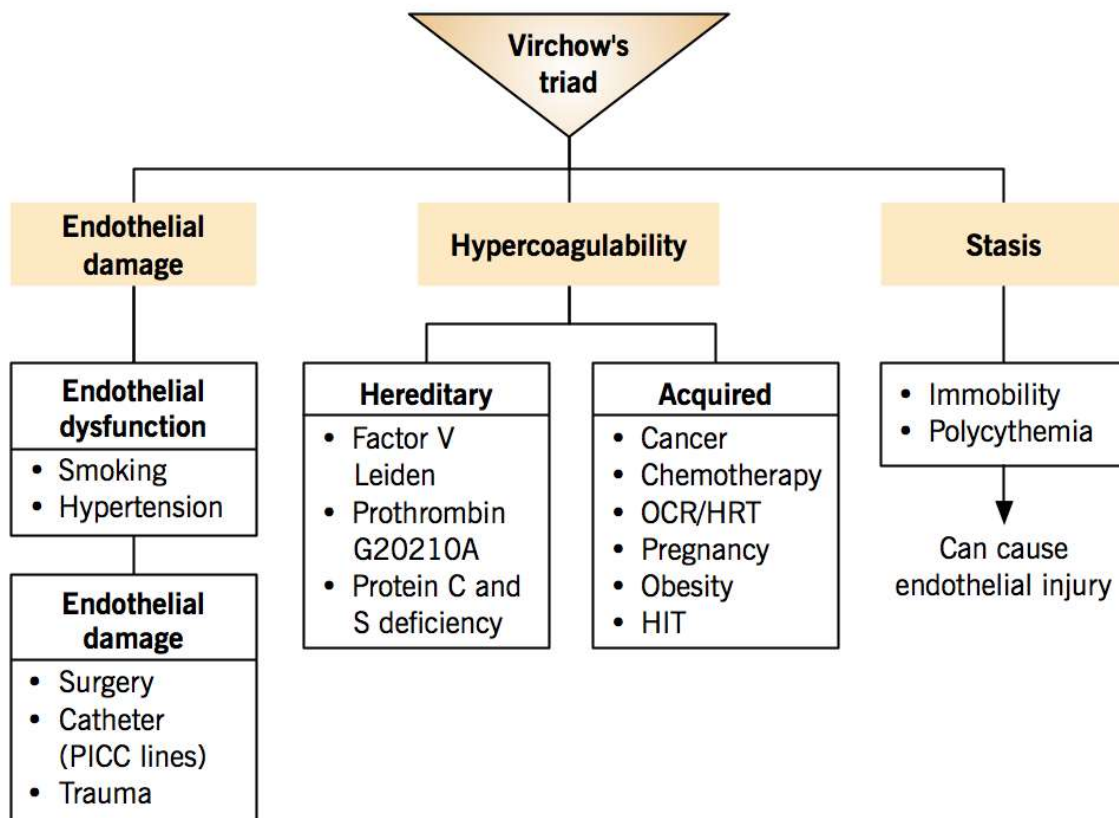 Virchow's
triad
Endothelial
damage
Hypercoagulability
Stasis
Endothelial
dysfunction
• Smoking
• Hypertension
Endothelial
damage
• Surgery
• Catheter
(PICC lines)
• Trauma
Hereditary
• Factor V
Leiden
• Prothrombin
G20210A
• Protein C and
S deficiency
Acquired
• Cancer
• Chemotherapy
• OCR/HRT
• Pregnancy
• Obesity
• HIT
• Immobility
• Polycythemia
Can cause
endothelial injury